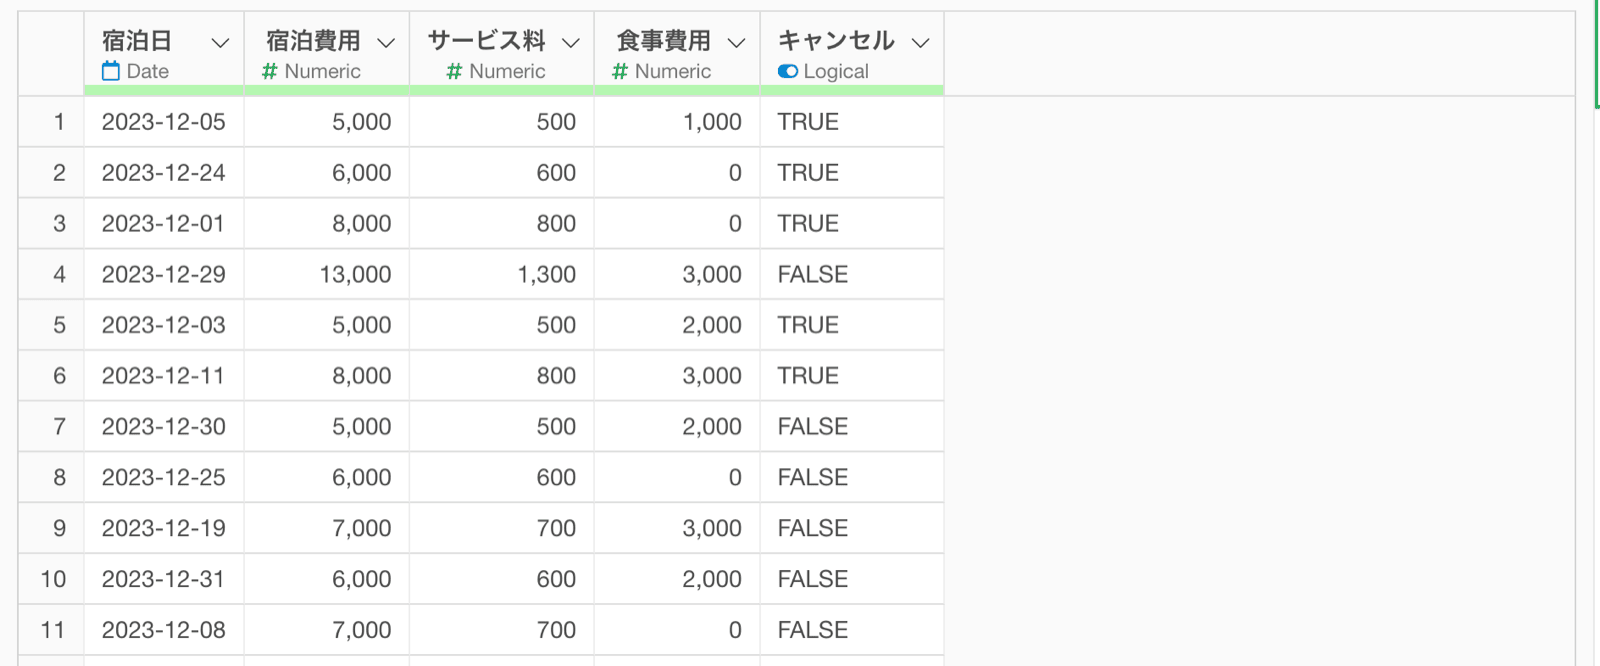 宿泊日 宿泊費用 サービス料 食事費用 キャンセル
Date # Numeric # Numeric # Numeric Logical
1 2023-12-05 5,000 500 1,000 TRUE
2 2023-12-24 6,000 600 0 TRUE
3 2023-12-01 8,000 800 0 TRUE
4 2023-12-29 13,000 1,300 3,000 FALSE
5 2023-12-03 5,000 500 2,000 TRUE
6 2023-12-11 8,000 800 3,000 TRUE
7 2023-12-30 5,000 500 2,000 FALSE
8 2023-12-25 6,000 600 0 FALSE
9 2023-12-19 7,000 700 3,000 FALSE
10 2023-12-31 6,000 600 2,000 FALSE
11 2023-12-08 7,000 700 0 FALSE